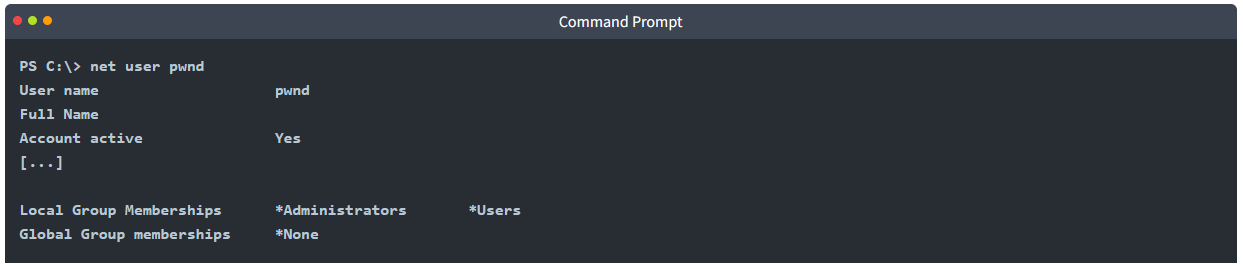 Command Prompt
PS C:\> net user pwnd
User name                    pwnd
Full Name
Account active               Yes
[...]
Local Group Memberships      *Administrators       *Users
Global Group memberships     *None